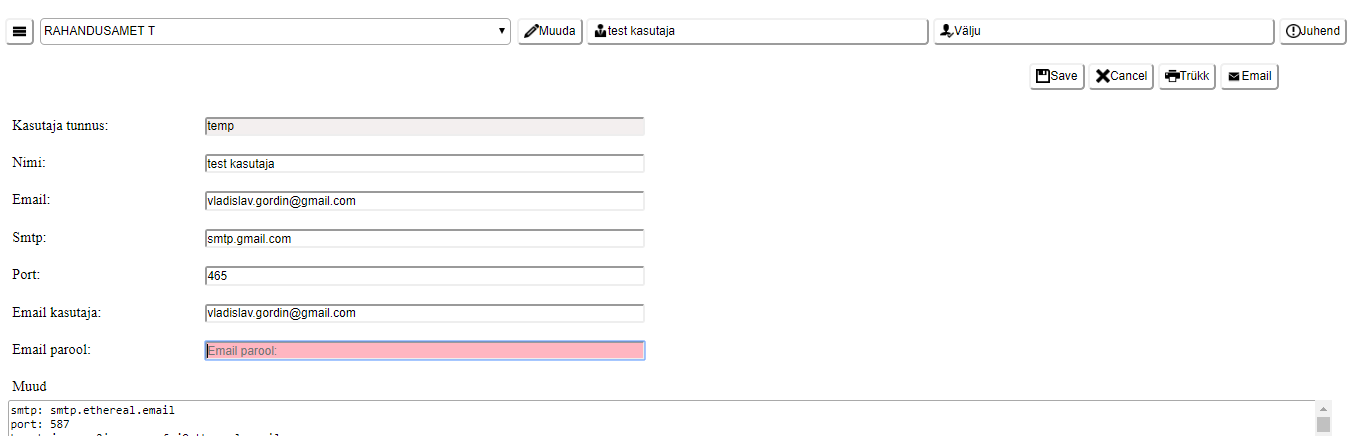 RAHANDUSAMET T
Muuda
test kasutaja
Välju
Juhend
Save
Cancel
Trükk
Email
Kasutaja tunnus: temp
Nimi: test kasutaja
Email: vladislav.gordin@gmail.com
Smtp: smtp.gmail.com
Port: 465
Email kasutaja: vladislav.gordin@gmail.com
Email parool: Email parool:
Muud
smtp: smtp.ethereal.email
port: 587